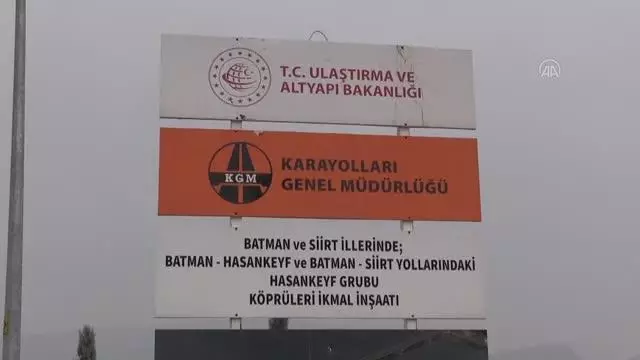 T.C. ULAŞTIRMA VE
ALTYAPI BAKANLIĞI
KGM
KARAYOLLARI
GENEL MÜDÜRLÜĞÜ
BATMAN ve SİİRT İLLERİNDE;
BATMAN - HASANKEYF ve BATMAN - SİİRT YOLLARINDAKİ
HASANKEYF GRUBU
KÖPRÜLERİ İKMAL İNŞAATI
AA